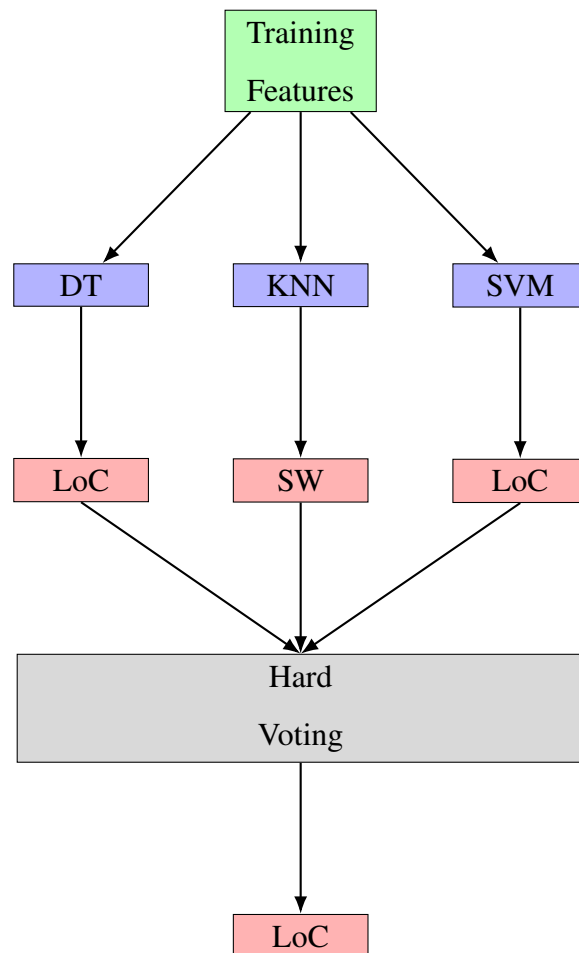 Training
Features
DT
KNN
SVM
LoC
SW
LoC
Hard
Voting
LoC